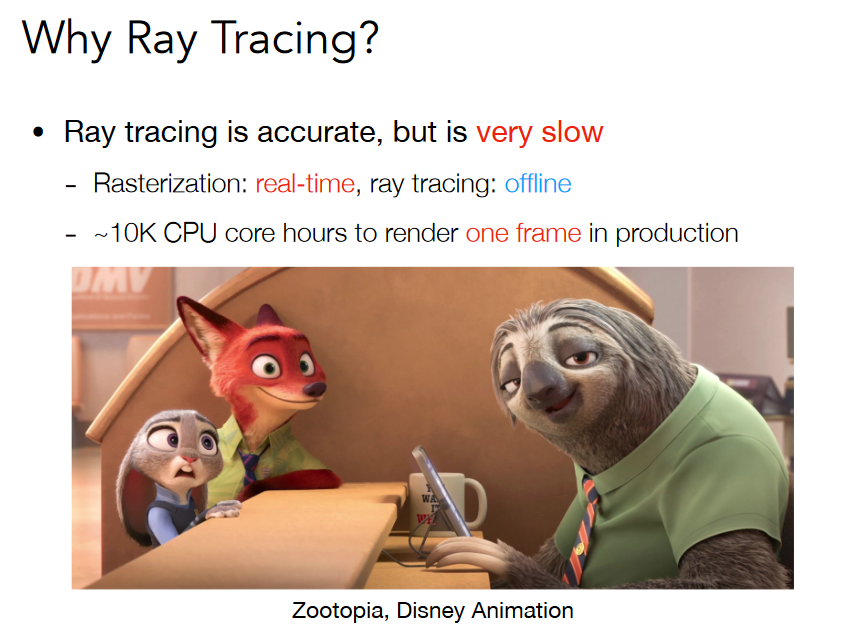 Why Ray Tracing?
• Ray tracing is accurate, but is very slow
- Rasterization: real-time, ray tracing: offline
- ~10K CPU core hours to render one frame in production
DMV
WA
Zootopia, Disney Animation